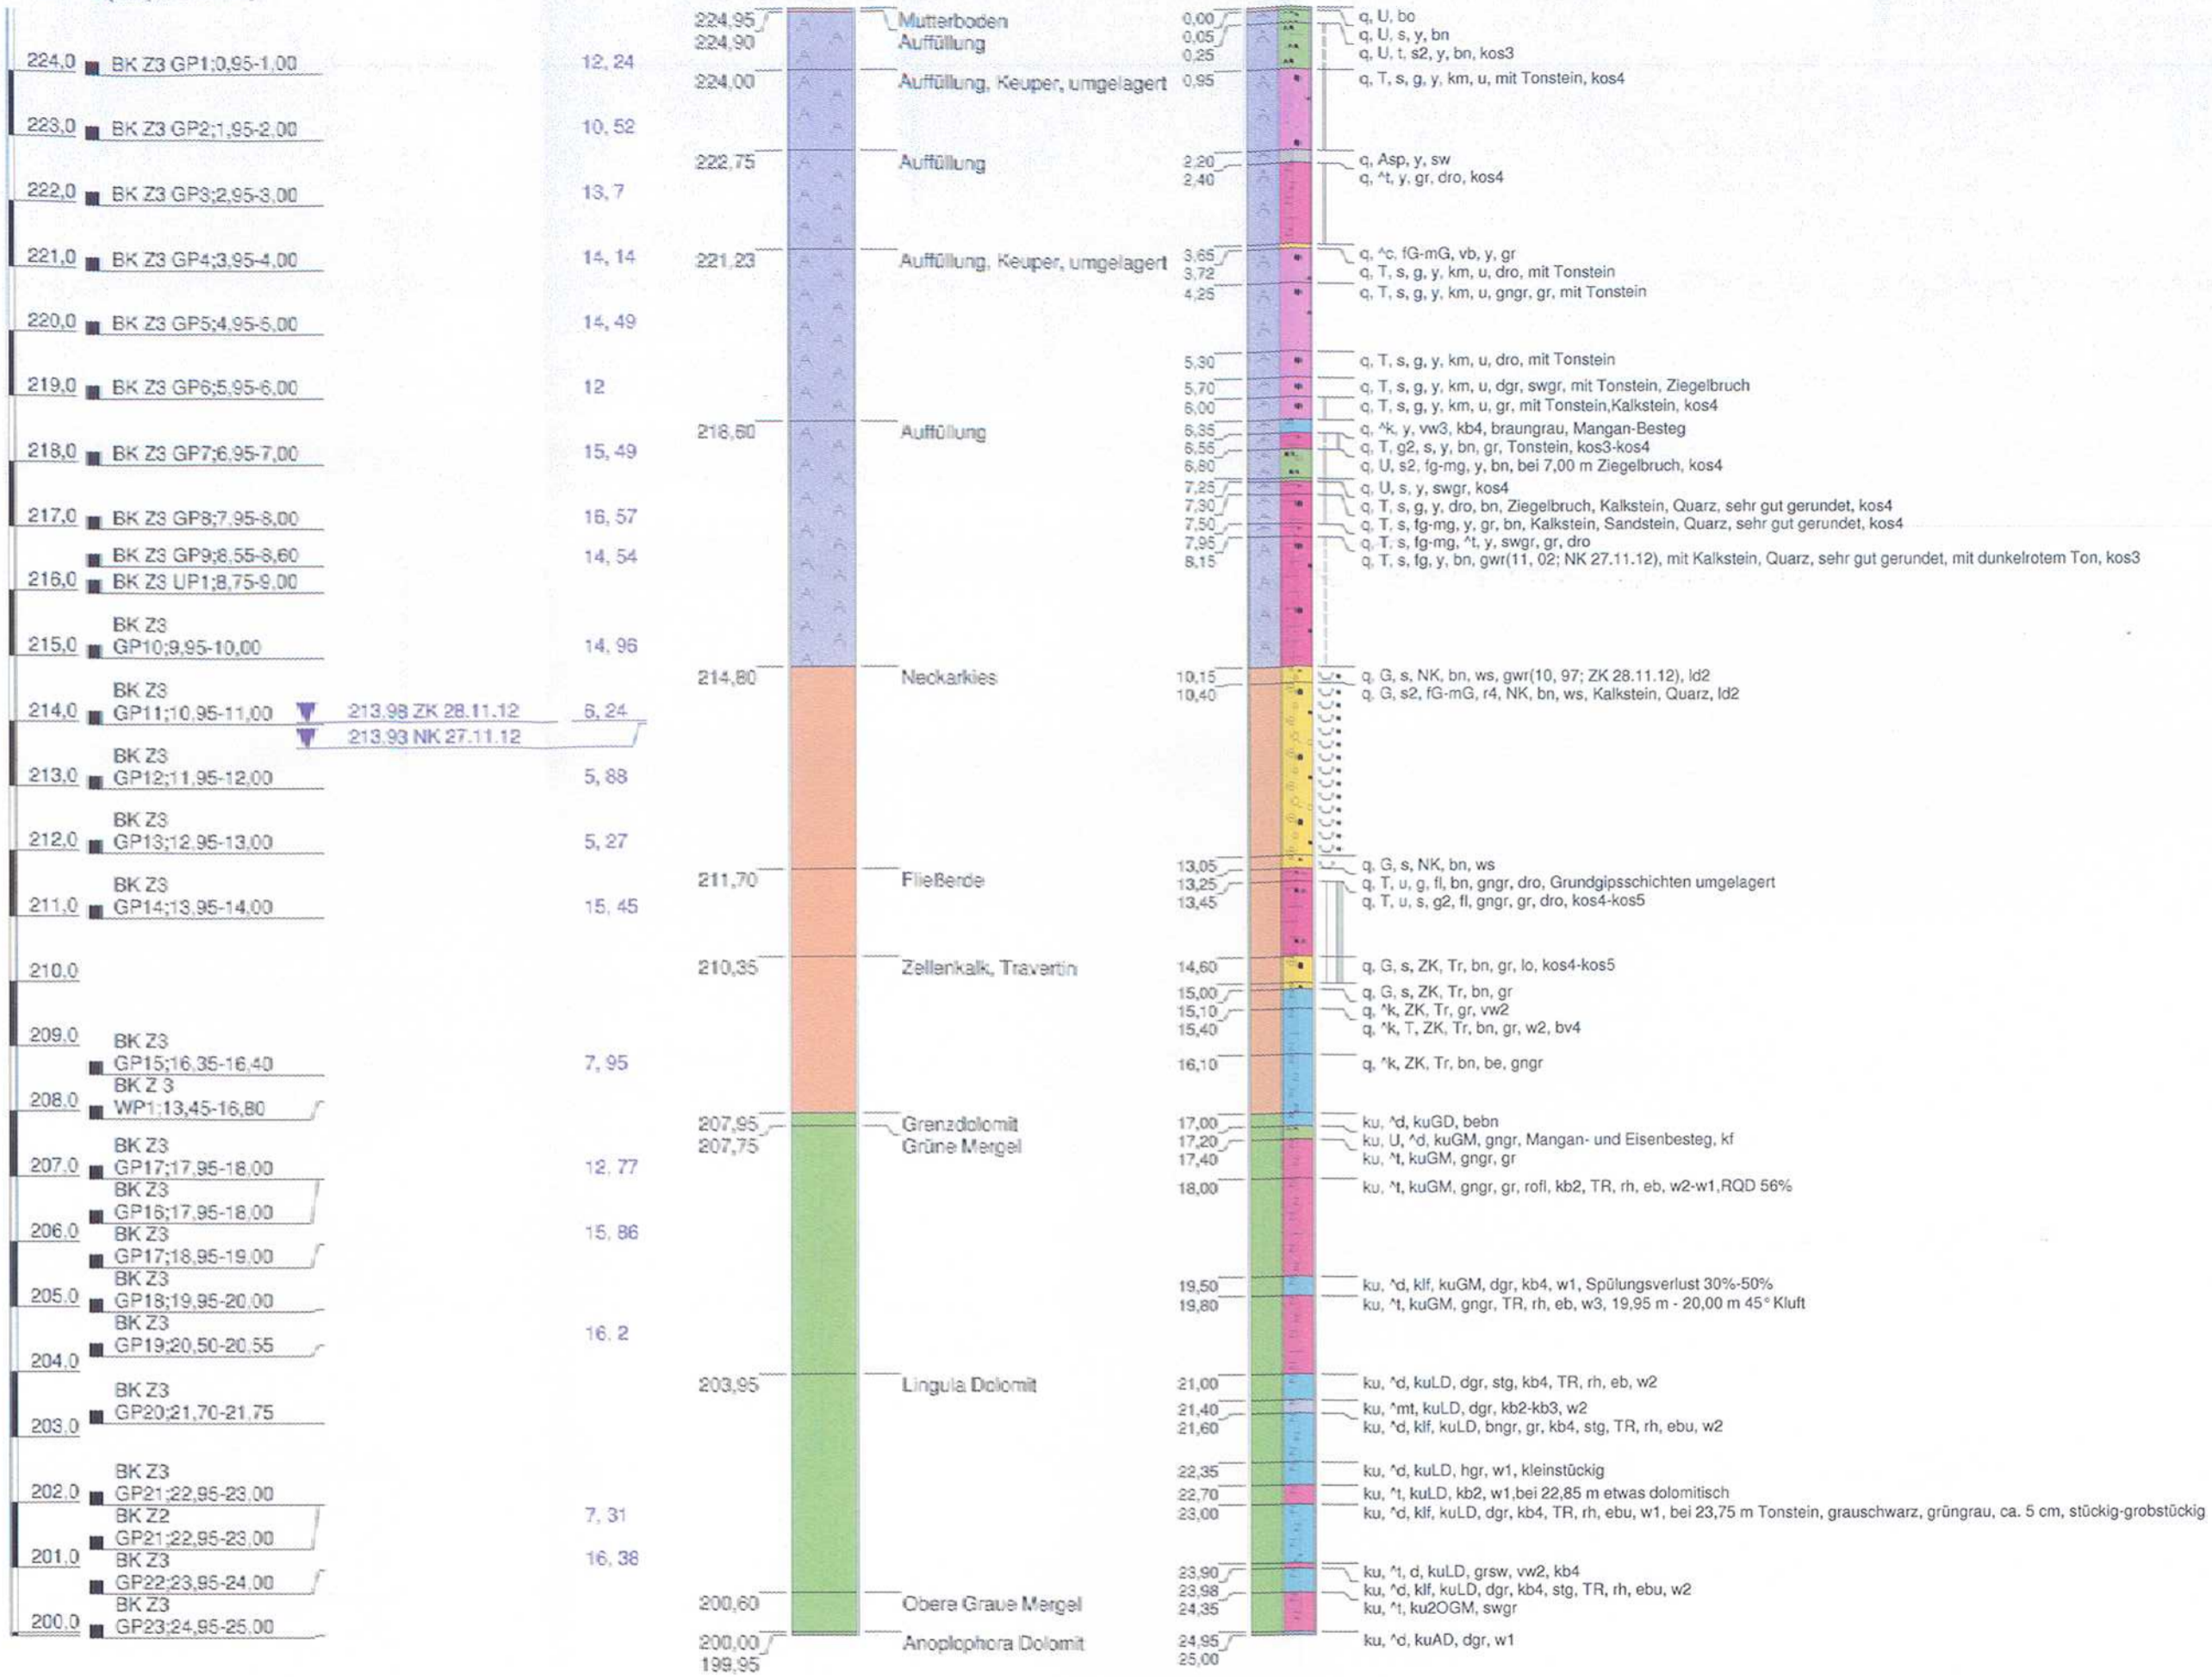 224,0 BK Z3 GP1;0,95-1,00 12, 24
223,0 BK Z3 GP2;1,95-2,00 10, 52
222,0 BK Z3 GP3;2,95-3,00 13, 7
221,0 BK Z3 GP4;3,95-4,00 14, 14
220,0 BK Z3 GP5;4,95-5,00 14, 49
219,0 BK Z3 GP6;5,95-6,00 12
218,0 BK Z3 GP7;6,95-7,00 15, 49
217,0 BK Z3 GP8;7,95-8,00 16, 57
BK Z3 GP9;8,55-8,60 14, 54
216,0 BK Z3 UP1;8,75-9,00
BK Z3
215,0 GP10;9,95-10,00 14, 96
BK Z3
214,0 GP11;10,95-11,00 213,98 ZK 28.11.12 6, 24
213,93 NK 27.11.12
BK Z3
213,0 GP12;11,95-12,00 5, 88
BK Z3
212,0 GP13;12,95-13,00 5, 27
BK Z3
211,0 GP14;13,95-14,00 15, 45
210,0
209,0 BK Z3
GP15;16,35-16,40 7, 95
BK Z 3
208,0 WP1;13,45-16,80
BK Z3
207,0 GP17;17,95-18,00 12, 77
BK Z3
GP16;17,95-18,00
206,0 BK Z3 15, 86
GP17;18,95-19,00
BK Z3
205,0 GP18;19,95-20,00
BK Z3
GP19;20,50-20,55 16, 2
204,0
BK Z3
GP20;21,70-21,75
203,0
BK Z3
202,0 GP21;22,95-23,00
BK Z2 7, 31
GP21;22,95-23,00
201,0 BK Z3 16, 38
GP22;23,95-24,00
BK Z3
200,0 GP23;24,95-25,00
224,95 Mutterboden
224,90 Auffüllung
224,00 Auffüllung, Keuper, umgelagert
222,75 Auffüllung
221,23 Auffüllung, Keuper, umgelagert
218,60 Auffüllung
214,80 Neckarkies
211,70 Fließerde
210,35 Zellenkalk, Travertin
207,95 Grenzdolomit
207,75 Grüne Mergel
203,95 Lingula Dolomit
200,60 Obere Graue Mergel
200,00 Anoplophora Dolomit
199,95
0,00 q, U, bo
0,05 q, U, s, y, bn
0,25 q, U, t, s2, y, bn, kos3
0,95 q, T, s, g, y, km, u, mit Tonstein, kos4
2,20 q, Asp, y, sw
2,40 q, ^t, y, gr, dro, kos4
3,65 q, ^c, fG-mG, vb, y, gr
3,72 q, T, s, g, y, km, u, dro, mit Tonstein
4,25 q, T, s, g, y, km, u, gngr, gr, mit Tonstein
5,30 q, T, s, g, y, km, u, dro, mit Tonstein
5,70 q, T, s, g, y, km, u, dgr, swgr, mit Tonstein, Ziegelbruch
6,00 q, T, s, g, y, km, u, gr, mit Tonstein,Kalkstein, kos4
6,35 q, ^k, y, vw3, kb4, braungrau, Mangan-Besteg
6,55 q, T, g2, s, y, bn, gr, Tonstein, kos3-kos4
6,80 q, U, s2, fg-mg, y, bn, bei 7,00 m Ziegelbruch, kos4
7,25 q, U, s, y, swgr, kos4
7,30 q, T, s, g, y, dro, bn, Ziegelbruch, Kalkstein, Quarz, sehr gut gerundet, kos4
7,50 q, T, s, fg-mg, y, gr, bn, Kalkstein, Sandstein, Quarz, sehr gut gerundet, kos4
7,95 q, T, s, fg-mg, ^t, y, swgr, gr, dro
8,15 q, T, s, fg, y, bn, gwr(11, 02; NK 27.11.12), mit Kalkstein, Quarz, sehr gut gerundet, mit dunkelrotem Ton, kos3
10,15 q, G, s, NK, bn, ws, gwr(10, 97; ZK 28.11.12), ld2
10,40 q, G, s2, fG-mG, r4, NK, bn, ws, Kalkstein, Quarz, ld2
13,05 q, G, s, NK, bn, ws
13,25 q, T, u, g, fl, bn, gngr, dro, Grundgipsschichten umgelagert
13,45 q, T, u, s, g2, fl, gngr, gr, dro, kos4-kos5
14,60 q, G, s, ZK, Tr, bn, gr, lo, kos4-kos5
15,00 q, G, s, ZK, Tr, bn, gr
15,10 q, ^k, ZK, Tr, gr, vw2
15,40 q, ^k, T, ZK, Tr, bn, gr, w2, bv4
16,10 q, ^k, ZK, Tr, bn, be, gngr
17,00 ku, ^d, kuGD, bebn
17,20 ku, U, ^d, kuGM, gngr, Mangan- und Eisenbesteg, kf
17,40 ku, ^t, kuGM, gngr, gr
18,00 ku, ^t, kuGM, gngr, gr, rofl, kb2, TR, rh, eb, w2-w1,RQD 56%
19,50 ku, ^d, klf, kuGM, dgr, kb4, w1, Spülungsverlust 30%-50%
19,80 ku, ^t, kuGM, gngr, TR, rh, eb, w3, 19,95 m - 20,00 m 45° Kluft
21,00 ku, ^d, kuLD, dgr, stg, kb4, TR, rh, eb, w2
21,40 ku, ^mt, kuLD, dgr, kb2-kb3, w2
21,60 ku, ^d, klf, kuLD, bngr, gr, kb4, stg, TR, rh, ebu, w2
22,35 ku, ^d, kuLD, hgr, w1, kleinstückig
22,70 ku, ^t, kuLD, kb2, w1,bei 22,85 m etwas dolomitisch
23,00 ku, ^d, klf, kuLD, dgr, kb4, TR, rh, ebu, w1, bei 23,75 m Tonstein, grauschwarz, grüngrau, ca. 5 cm, stückig-grobstückig
23,90 ku, ^t, d, kuLD, grsw, vw2, kb4
23,98 ku, ^d, klf, kuLD, dgr, kb4, stg, TR, rh, ebu, w2
24,35 ku, ^t, ku2OGM, swgr
24,95 ku, ^d, kuAD, dgr, w1
25,00